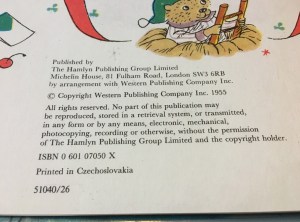 Published by
The Hamlyn Publishing Group Limited
Michelin House, 81 Fulham Road, London SW3 6RB
by arrangement with Western Publishing Company Inc.
© Copyright Western Publishing Company Inc. 1955
All rights reserved. No part of this publication may
be reproduced, stored in a retrieval system, or transmitted,
in any form or by any means, electronic, mechanical,
photocopying, recording or otherwise, without the permission
of The Hamlyn Publishing Group Limited and the copyright holder.
ISBN 0 601 07050 X
Printed in Czechoslovakia
51040/26